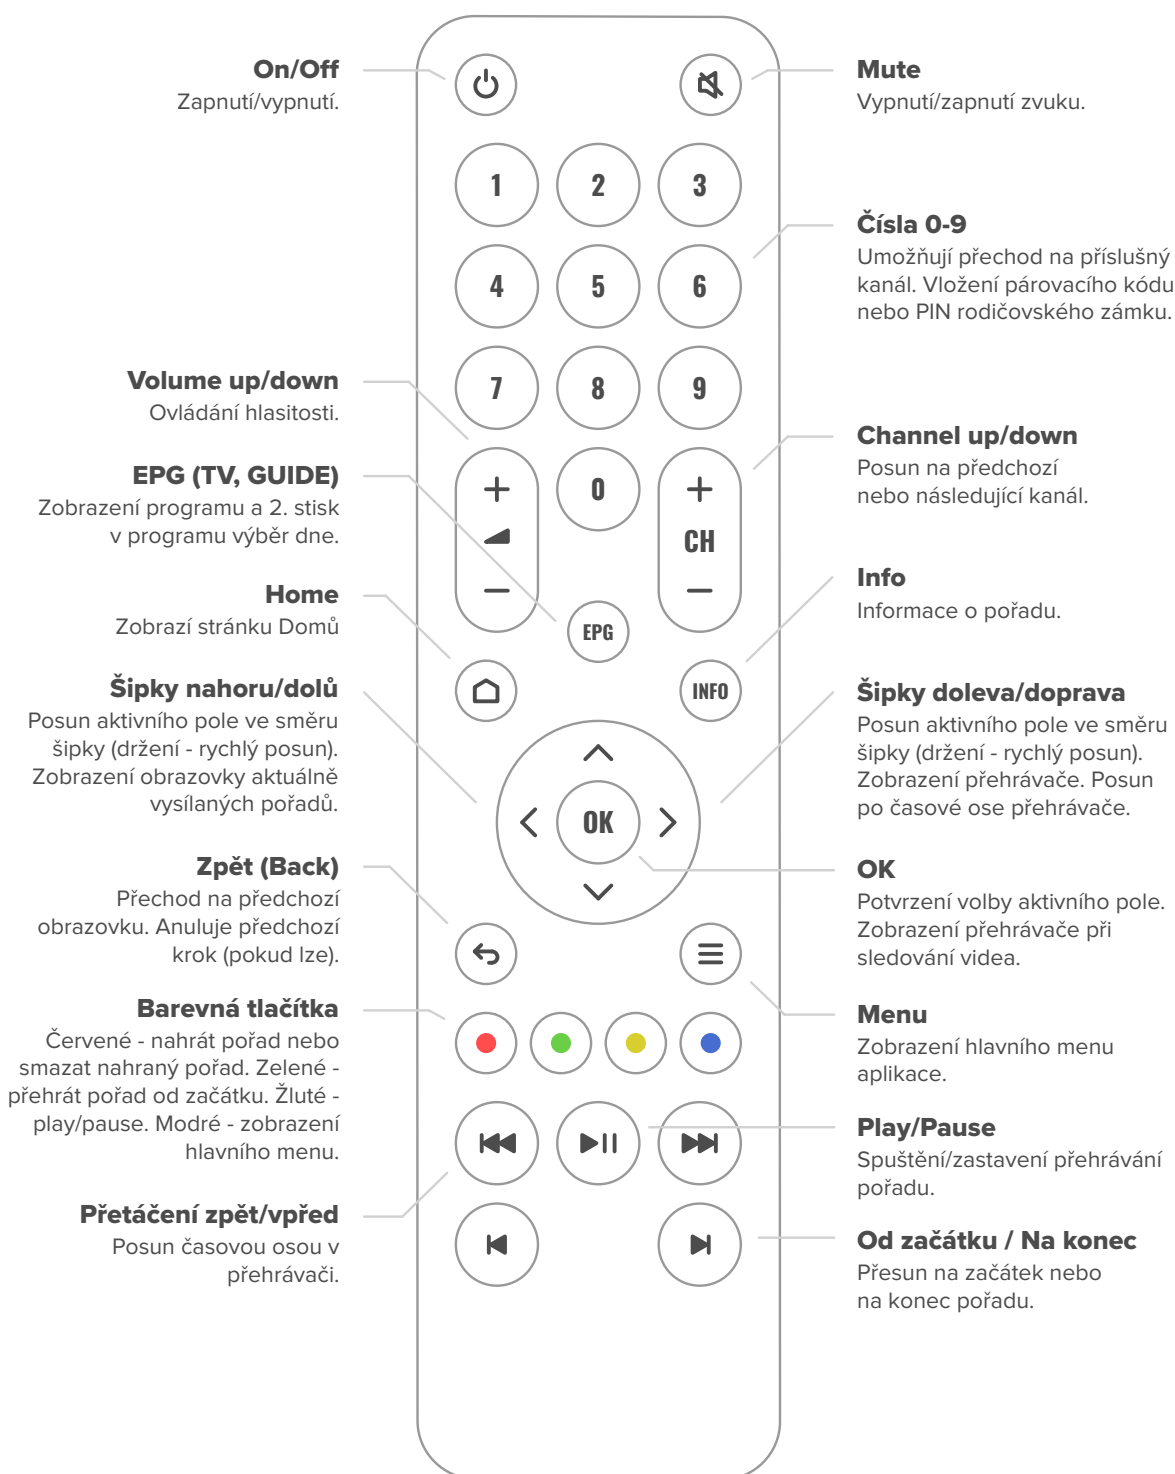 On/Off
Zapnutí/vypnutí.
Mute
Vypnutí/zapnutí zvuku.
1
2
3
Čísla 0-9
Umožňují přechod na příslušný
kanál. Vložení párovacího kódu
nebo PIN rodičovského zámku.
4
5
6
Volume up/down
Ovládání hlasitosti.
7
8
9
Channel up/down
Posun na předchozí
nebo následující kanál.
EPG (TV, GUIDE)
Zobrazení programu a 2. stisk
v programu výběr dne.
0
CH
Home
Zobrazí stránku Domů
EPG
Info
Informace o pořadu.
INFO
Šipky nahoru/dolů
Posun aktivního pole ve směru
šipky (držení - rychlý posun).
Zobrazení obrazovky aktuálně
vysílaných pořadů.
Šipky doleva/doprava
Posun aktivního pole ve směru
šipky (držení - rychlý posun).
Zobrazení přehrávače. Posun
po časové ose přehrávače.
OK
Zpět (Back)
Přechod na předchozí
obrazovku. Anuluje předchozí
krok (pokud lze).
OK
Potvrzení volby aktivního pole.
Zobrazení přehrávače při
sledování videa.
Barevná tlačítka
Červené - nahrát pořad nebo
smazat nahraný pořad. Zelené -
přehrát pořad od začátku. Žluté -
play/pause. Modré - zobrazení
hlavního menu.
Menu
Zobrazení hlavního menu
aplikace.
Play/Pause
Spuštění/zastavení přehrávání
pořadu.
Přetáčení zpět/vpřed
Posun časovou osou v
přehrávači.
Od začátku / Na konec
Přesun na začátek nebo
na konec pořadu.